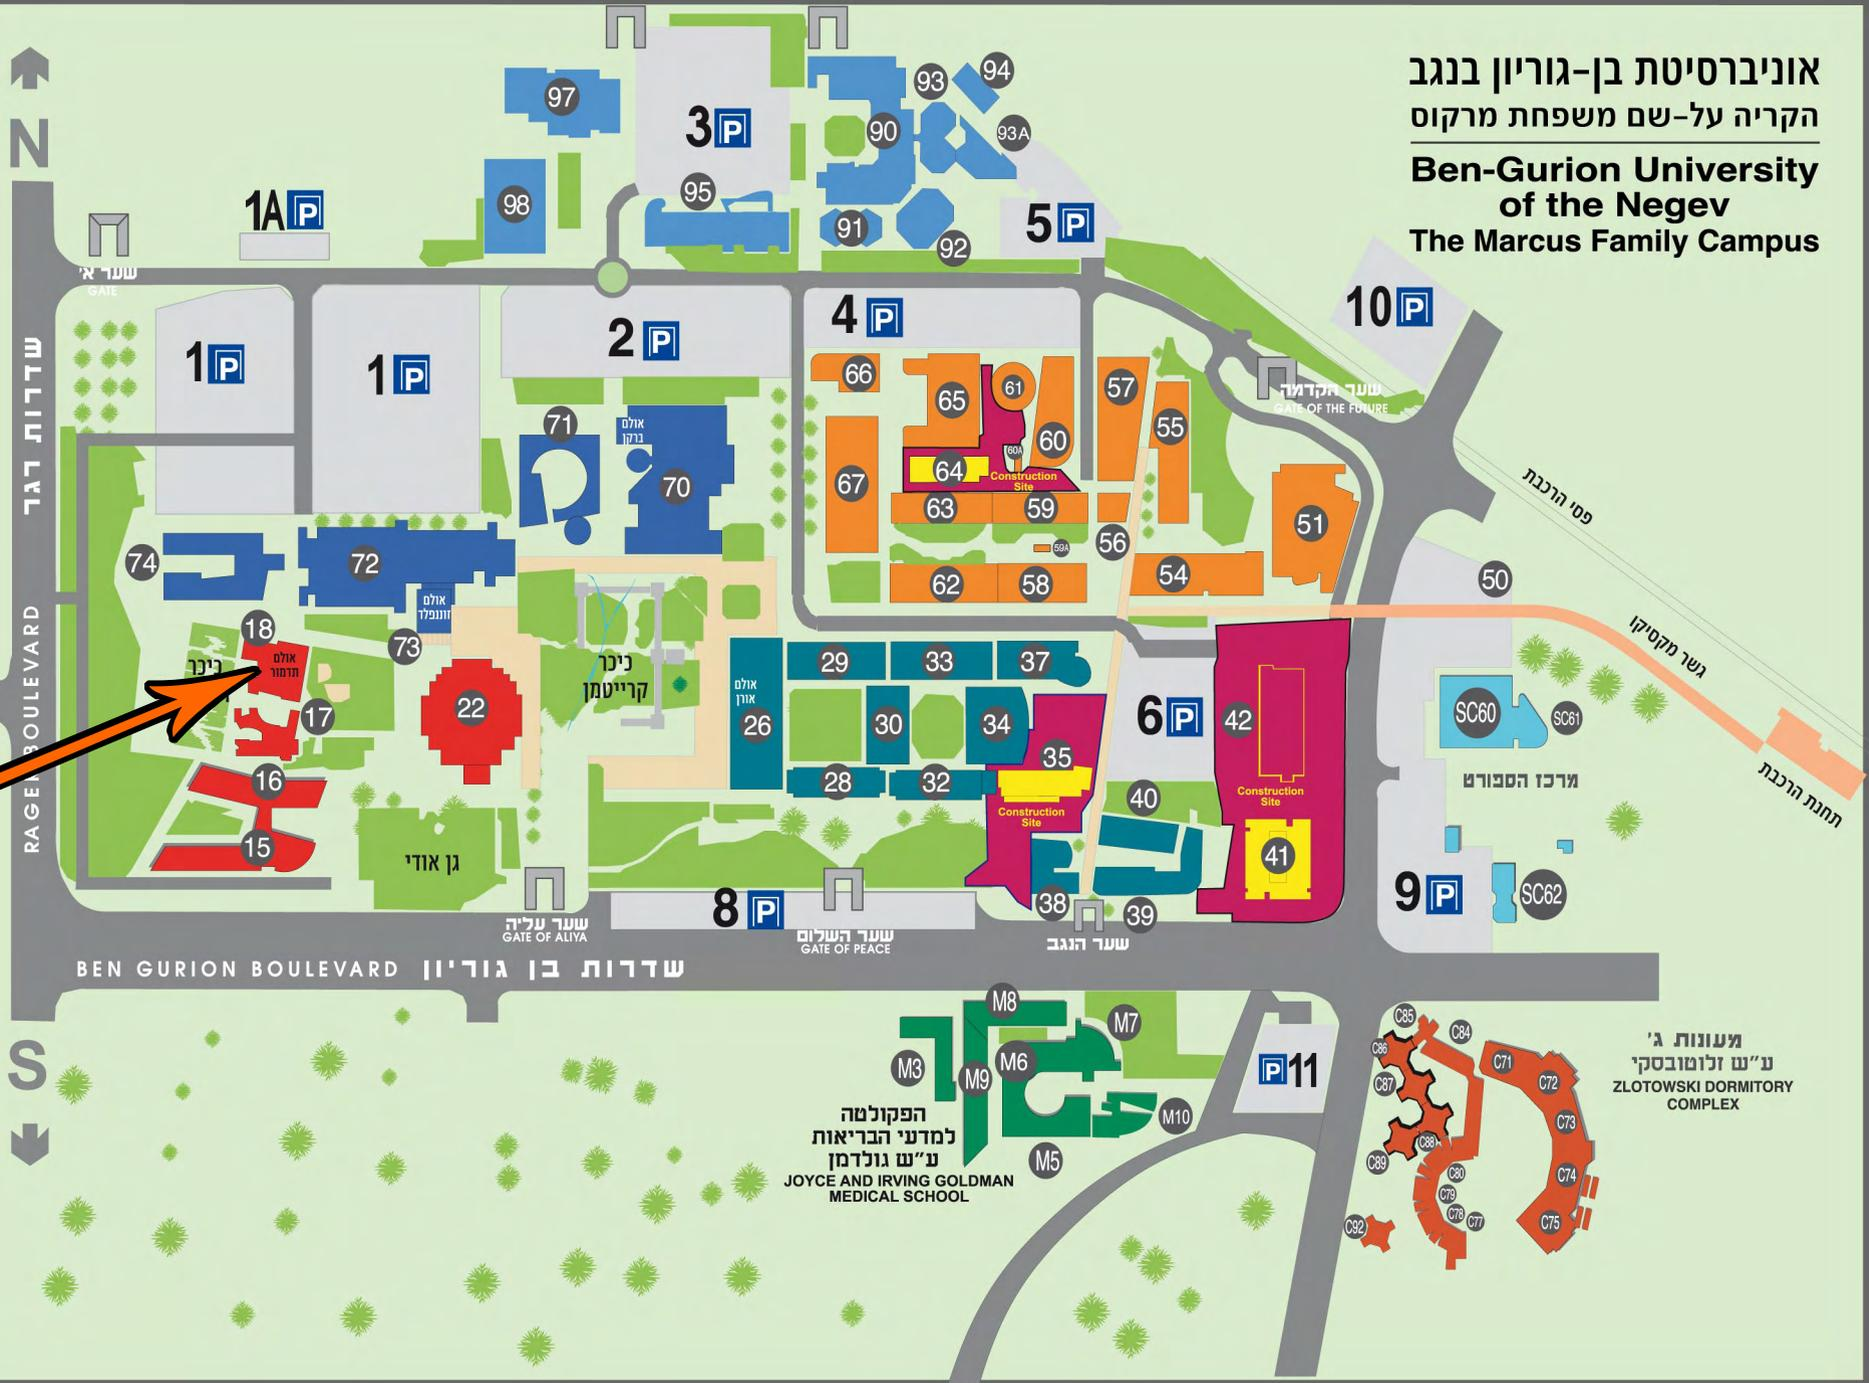 אוניברסיטת בן-גוריון בנגב
הקריה על-שם משפחת מרקוס
Ben-Gurion University
of the Negev
The Marcus Family Campus
N
97
3 P
90
93
94
93A
98
95
91
92
5 P
1A P
שער א'
GATE
1 P
1 P
2 P
4 P
10 P
שער הקדמה
GATE OF THE FUTURE
שדרות רגר
RAGER BOULEVARD
66
65
61
60
60A
57
55
71
אולם
ברקן
70
67
64
Construction
Site
63
59
59A
56
51
62
58
54
50
פסי הרכבת
גשר מקסיקו
תחנת הרכבת
74
72
אולם
זוננפלד
73
18
אולם
תדמור
כיכר
17
22
16
15
גן אודי
כיכר
קרייטמן
אולם
אורן
26
29
33
37
30
34
28
32
35
Construction
Site
6 P
42
Construction
Site
41
40
38
39
SC60
SC61
מרכז הספורט
SC62
9 P
8 P
שער עליה
GATE OF ALIYA
שער השלום
GATE OF PEACE
שער הנגב
BEN GURION BOULEVARD שדרות בן גוריון
S
M8
M7
M3
M9
M6
M10
M5
הפקולטה
למדעי הבריאות
ע"ש גולדמן
JOYCE AND IRVING GOLDMAN
MEDICAL SCHOOL
P 11
C85
C84
C86
C87
C88
C89
C80
C79
C78
C77
C92
C71
C72
C73
C74
C75
מעונות ג'
ע"ש זלוטובסקי
ZLOTOWSKI DORMITORY
COMPLEX